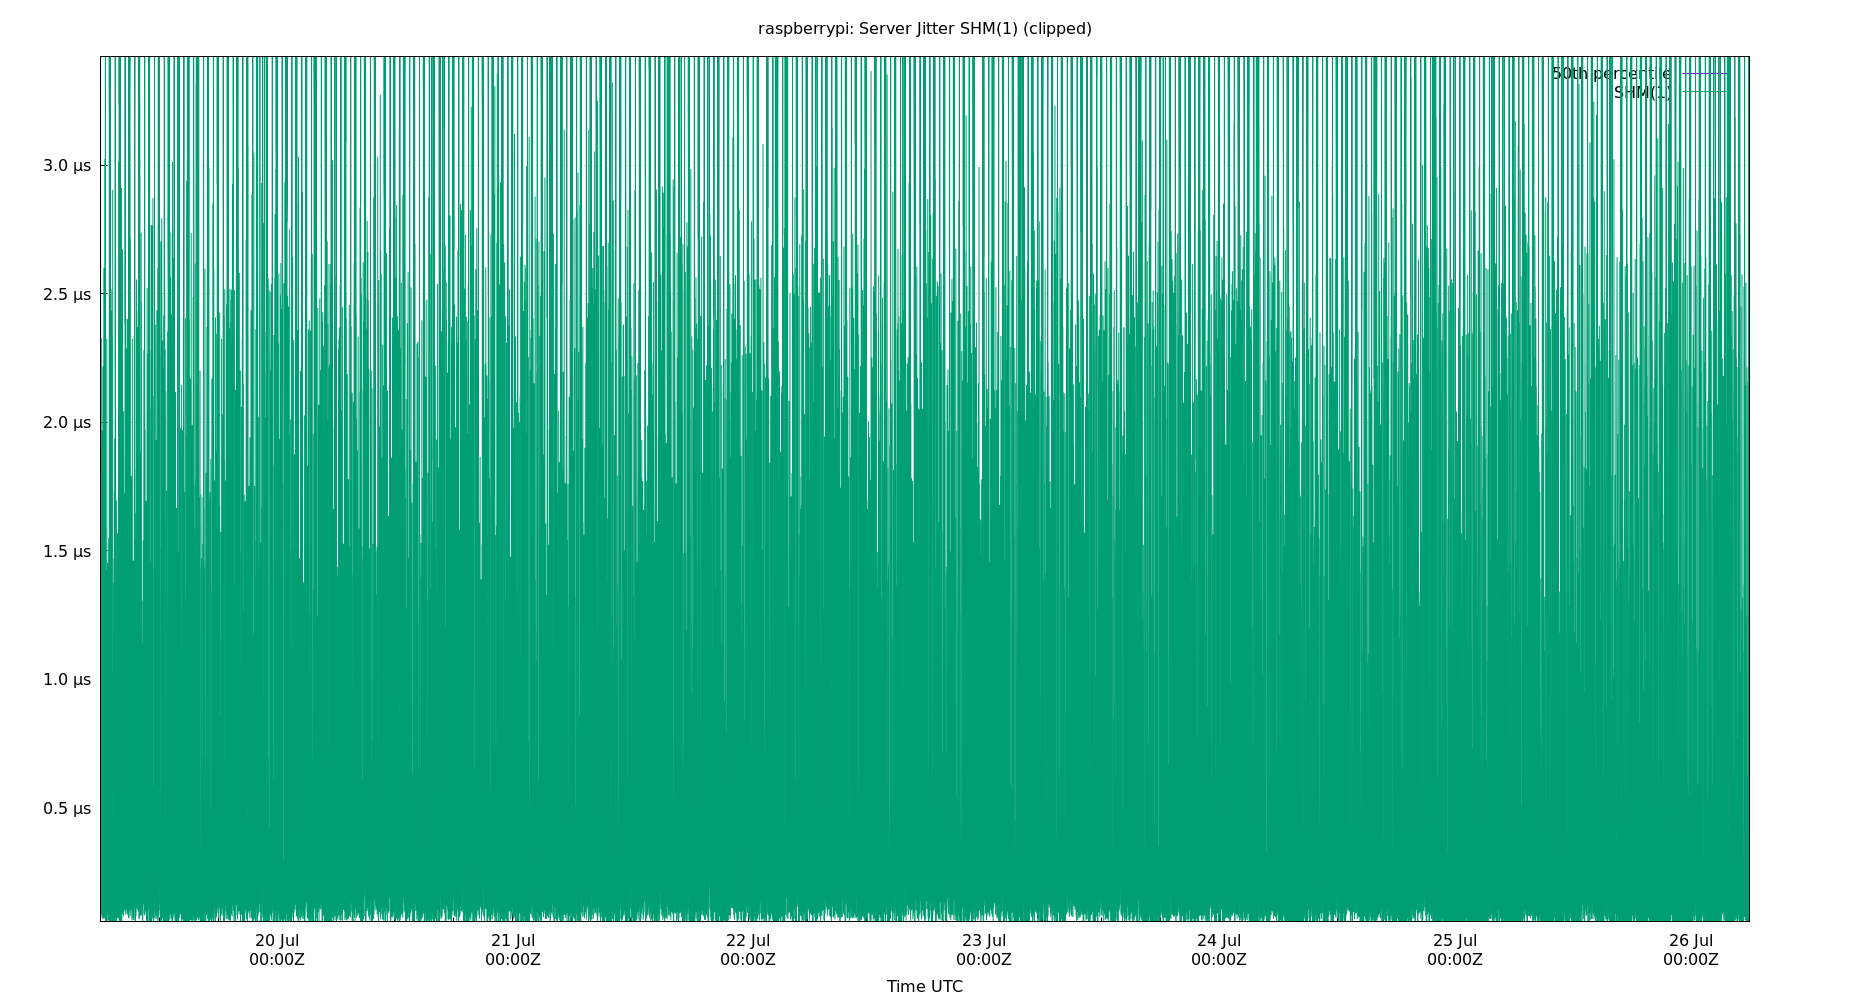 raspberrypi: Server Jitter SHM(1) (clipped)
50th percentile
SHM(1)
3.0 µs
2.5 µs
2.0 µs
1.5 µs
1.0 µs
0.5 µs
20 Jul 21 Jul 22 Jul 23 Jul 24 Jul 25 Jul 26 Jul
00:00Z 00:00Z 00:00Z 00:00Z 00:00Z 00:00Z 00:00Z
Time UTC